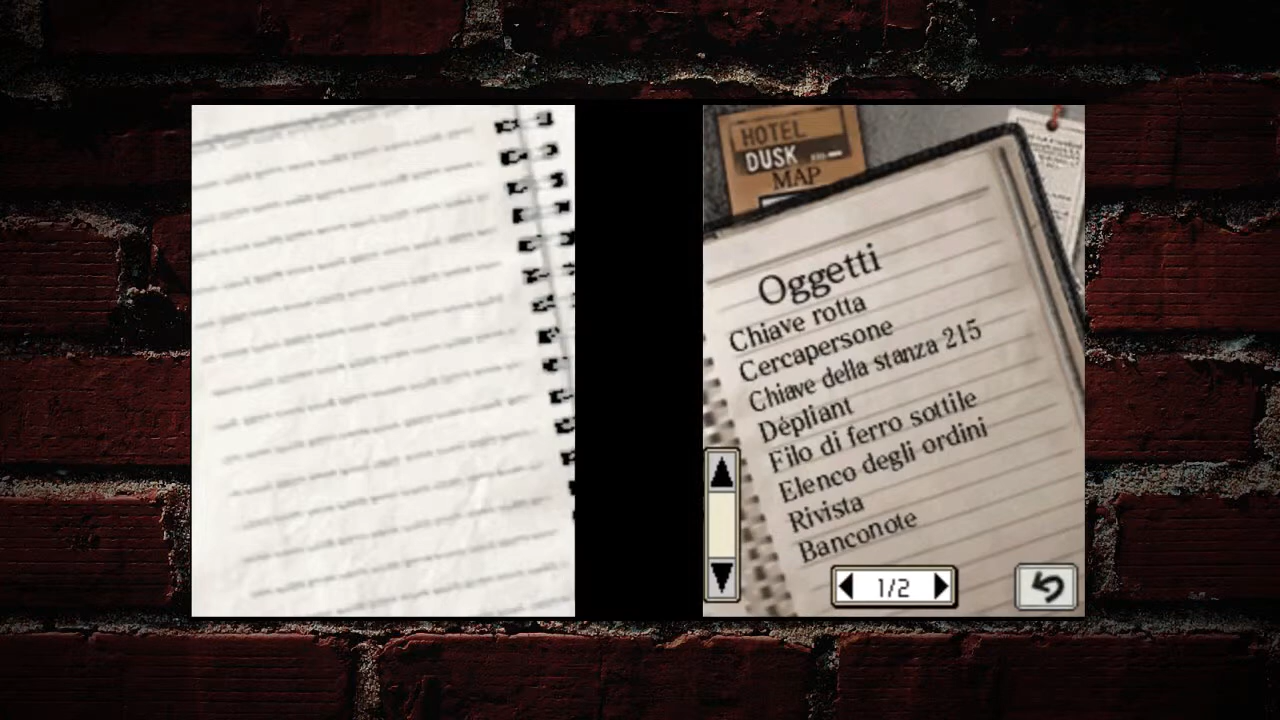 HOTEL
DUSK
MAP
Oggetti
Chiave rotta
Cercapersone
Chiave della stanza 215
Dépliant
Filo di ferro sottile
Elenco degli ordini
Rivista
Banconote
1/2